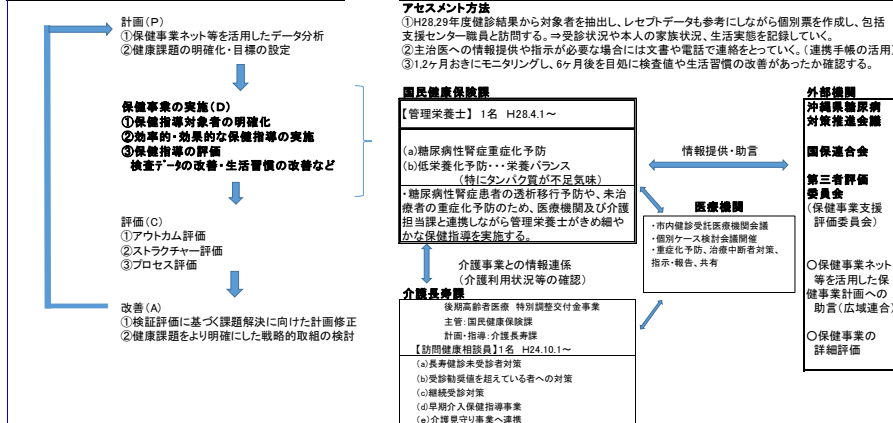 計画(P)
①保健事業ネット等を活用したデータ分析
②健康課題の明確化・目標の設定
保健事業の実施(D)
①保健指導対象者の明確化
②効率的・効果的な保健指導の実施
③保健指導の評価
検査データの改善・生活習慣の改善など
評価(C)
①アウトカム評価
②ストラクチャー評価
③プロセス評価
改善(A)
①検証評価に基づく課題解決に向けた計画修正
②健康課題をより明確にした戦略的取組の検討
アセスメント方法
①H28,29年度健診結果から対象者を抽出し、レセプトデータも参考にしながら個別票を作成し、包括
支援センター職員と訪問する。⇒受診状況や本人の家族状況、生活実態を記録していく。
②主治医への情報提供や指示が必要な場合には文書や電話で連絡をとっていく。(連携手帳の活用)
③1,2ヶ月おきにモニタリングし、6ヶ月後を目処に検査値や生活習慣の改善があったか確認する。
国民健康保険課
【管理栄養士】 1名 H28.4.1～
(a)糖尿病性腎症重症化予防
(b)低栄養化予防・・・栄養バランス
(特にタンパク質が不足気味)
・糖尿病性腎症患者の透析移行予防や、未治
療者の重症化予防のため、医療機関及び介護
担当課と連携しながら管理栄養士がきめ細や
かな保健指導を実施する。
情報提供・助言
介護事業との情報連係
(介護利用状況等の確認)
介護長寿課
後期高齢者医療 特別調整交付金事業
主管:国民健康保険課
計画・指導:介護長寿課
【訪問健康相談員】1名 H24.10.1～
(a)長寿健診未受診者対策
(b)受診勧奨値を超えている者への対策
(c)継続受診対策
(d)早期介入保健指導事業
(e)介護見守り事業へ連携
医療機関
・市内健診受託医療機関会議
・個別ケース検討会議開催
・重症化予防、治療中断者対策、
指示・報告、共有
外部機関
沖縄県糖尿病
対策推進会議
国保連合会
第三者評価
委員会
(保健事業支援
評価委員会)
○保健事業ネット
等を活用した保
健事業計画への
助言(広域連合)
○保健事業の
詳細評価